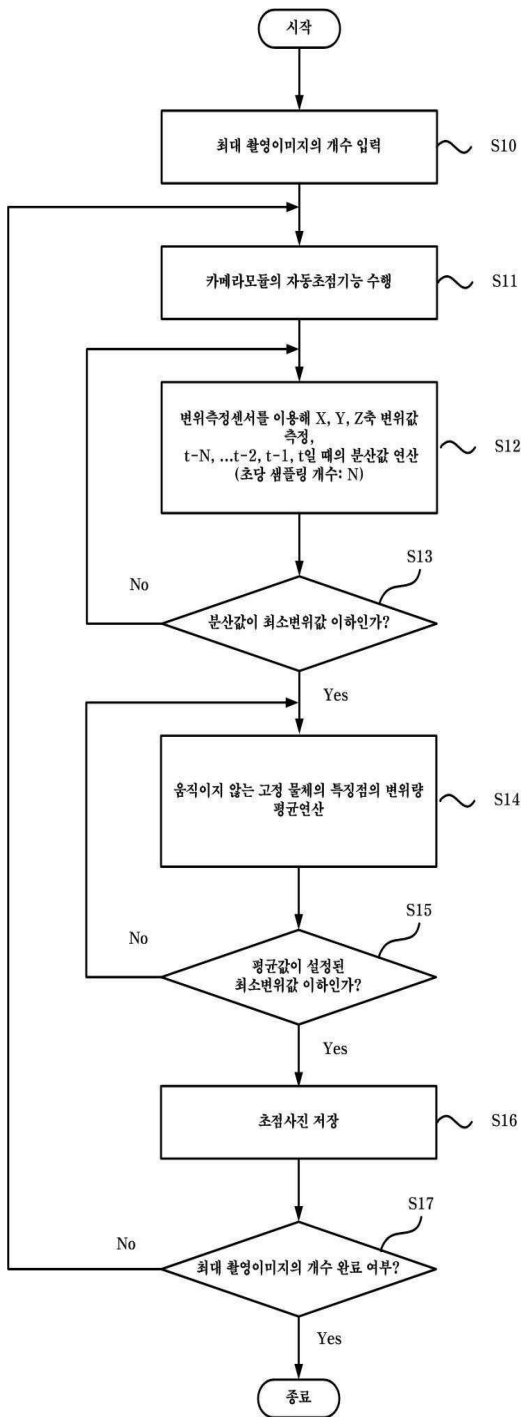 시작
최대 촬영이미지의 개수 입력
S10
카메라모듈의 자동초점기능 수행
S11
변위측정센서를 이용해 X, Y, Z축 변위값
측정,
t-N, ...t-2, t-1, t일 때의 분산값 연산
(초당 샘플링 개수: N)
S12
S13
No
분산값이 최소변위값 이하인가?
Yes
움직이지 않는 고정 물체의 특징점의 변위량
평균연산
S14
S15
No
평균값이 설정된
최소변위값 이하인가?
Yes
초점사진 저장
S16
S17
No
최대 촬영이미지의 개수 완료 여부?
Yes
종료